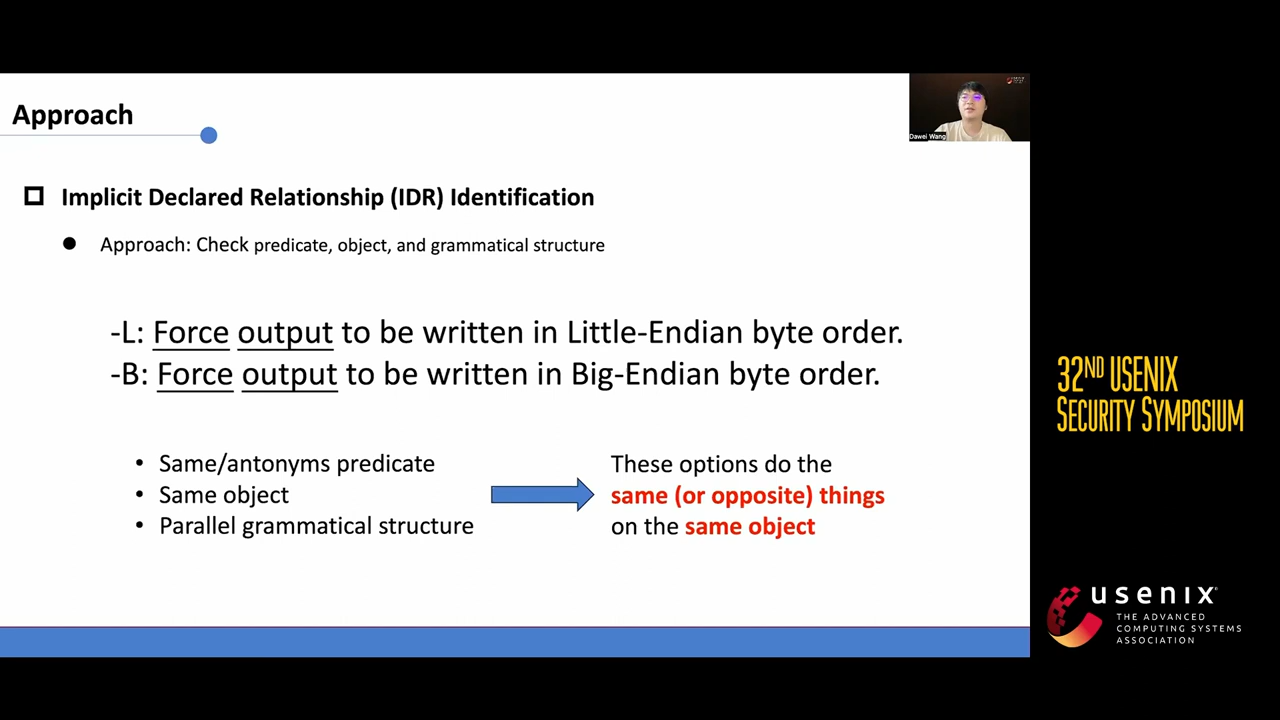 Approach
Dawei Wang
Implicit Declared Relationship (IDR) Identification
Approach: Check predicate, object, and grammatical structure
-L: Force output to be written in Little-Endian byte order.
-B: Force output to be written in Big-Endian byte order.
• Same/antonyms predicate
• Same object
• Parallel grammatical structure
These options do the
same (or opposite) things
on the same object
32ND USENIX
SECURITY SYMPOSIUM
usenix
THE ADVANCED
COMPUTING SYSTEMS
ASSOCIATION